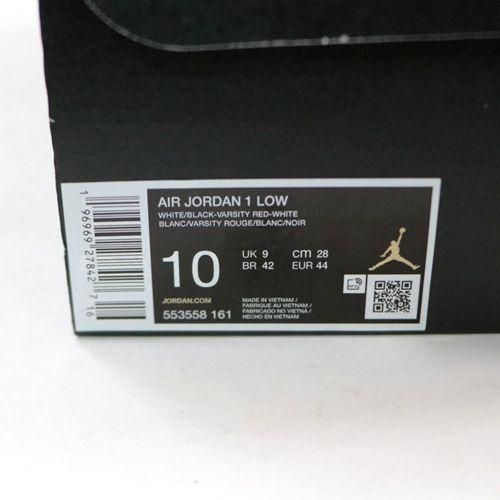 AIR JORDAN 1 LOW
WHITE/BLACK-VARSITY RED-WHITE
BLANC/VARSITY ROUGE/BLANC/NOIR
10
UK 9 cm 28
BR 42 EUR 44
JORDAN.COM
553558 161
MADE IN VIETNAM /
FABRIQUE AU VIETNAM /
FABRICADO NO VIETNÃ /
HECHO EN VIETNAM
1 96969 27842 7 16